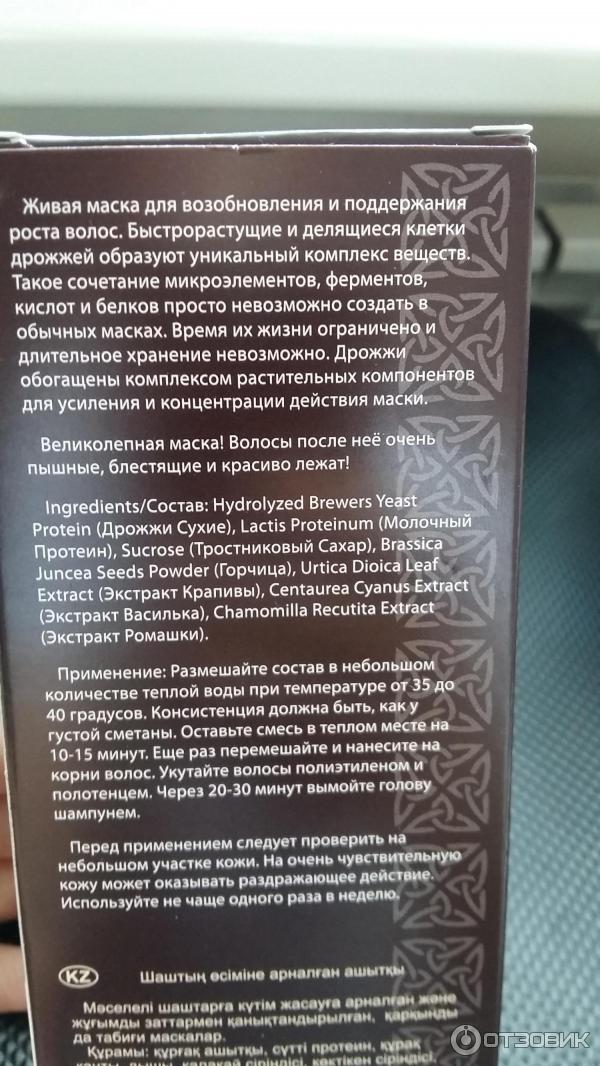 Живая маска для возобновления и поддержания
роста волос. Быстрорастущие и делящиеся клетки
дрожжей образуют уникальный комплекс веществ.
Такое сочетание микроэлементов, ферментов,
кислот и белков просто невозможно создать в
обычных масках. Время их жизни ограничено и
длительное хранение невозможно. Дрожжи
обогащены комплексом растительных компонентов
для усиления и концентрации действия маски.
Великолепная маска! Волосы после неё очень
пышные, блестящие и красиво лежат!
Ingredients/Состав: Hydrolyzed Brewers Yeast
Protein (Дрожжи Сухие), Lactis Proteinum (Молочный
Протеин), Sucrose (Тростниковый Сахар), Brassica
Juncea Seeds Powder (Горчица), Urtica Dioica Leaf
Extract (Экстракт Крапивы), Centaurea Cyanus Extract
(Экстракт Василька), Chamomilla Recutita Extract
(Экстракт Ромашки).
Применение: Размешайте состав в небольшом
количестве теплой воды при температуре от 35 до
40 градусов. Консистенция должна быть, как у
густой сметаны. Оставьте смесь в теплом месте на
10-15 минут. Еще раз перемешайте и нанесите на
корни волос. Укутайте волосы полиэтиленом и
полотенцем. Через 20-30 минут вымойте голову
шампунем.
Перед применением следует проверить на
небольшом участке кожи. На очень чувствительную
кожу может оказывать раздражающее действие.
Используйте не чаще одного раза в неделю.
KZ Шаштың өсіміне арналған ашытқы
Мәселелі шаштарға күтім жасауға арналған және
жұғымды заттармен қанықтандырылған, қарқынды
да табиғи маскалар.
Құрамы: құрғақ ашытқы, сүтті протеин, құрақ
қанты, дымы, қалақай сіріндісі, көктікен сіріндісі,
ОТЗОВИК